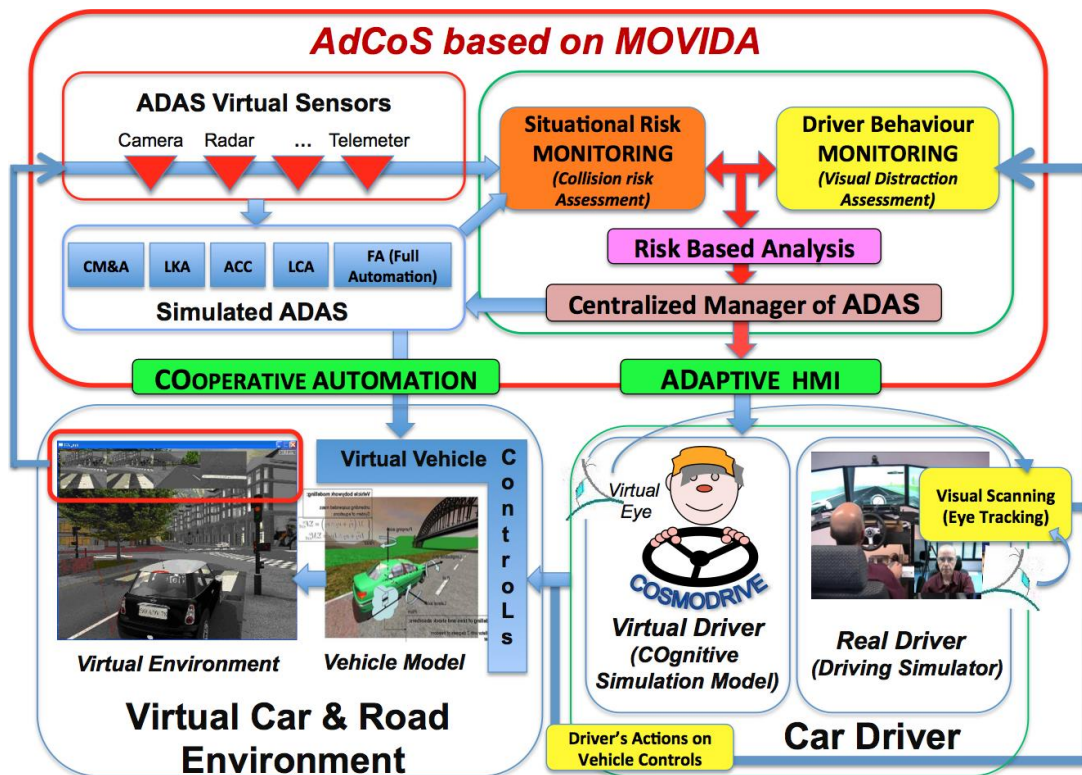 AdCoS based on MOVIDA
ADAS Virtual Sensors
Camera Radar ... Telemeter
CM&A LKA ACC LCA FA (Full
Automation)
Simulated ADAS
Situational Risk
MONITORING
(Collision risk
Assessment)
Driver Behaviour
MONITORING
(Visual Distraction
Assessment)
Risk Based Analysis
Centralized Manager of ADAS
COOPERATIVE AUTOMATION
ADAPTIVE HMI
Virtual Vehicle
ControLs
Virtual Environment
Vehicle Model
Virtual Car & Road
Environment
Virtual
Eye
COSMODRIVE
Virtual Driver
(COgnitive
Simulation Model)
Real Driver
(Driving Simulator)
Visual Scanning
(Eye Tracking)
Driver's Actions on
Vehicle Controls
Car Driver